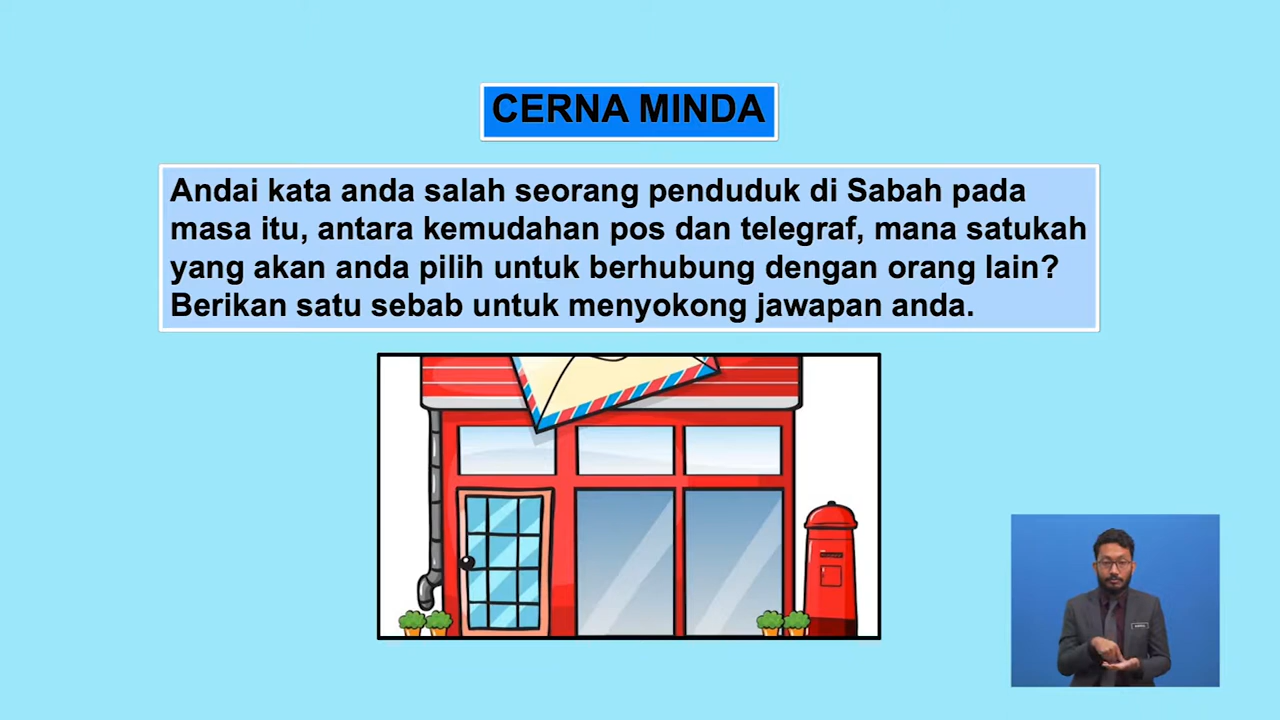 CERNA MINDA
Andai kata anda salah seorang penduduk di Sabah pada
masa itu, antara kemudahan pos dan telegraf, mana satukah
yang akan anda pilih untuk berhubung dengan orang lain?
Berikan satu sebab untuk menyokong jawapan anda.